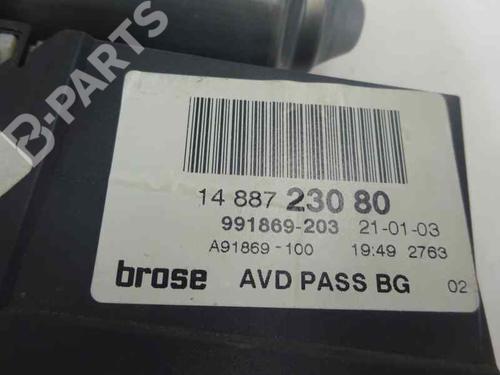 B-PARTS
14 887 230 80
991869-203 21-01-03
A91869-100 19:49 2763
brose AVD PASS BG 02